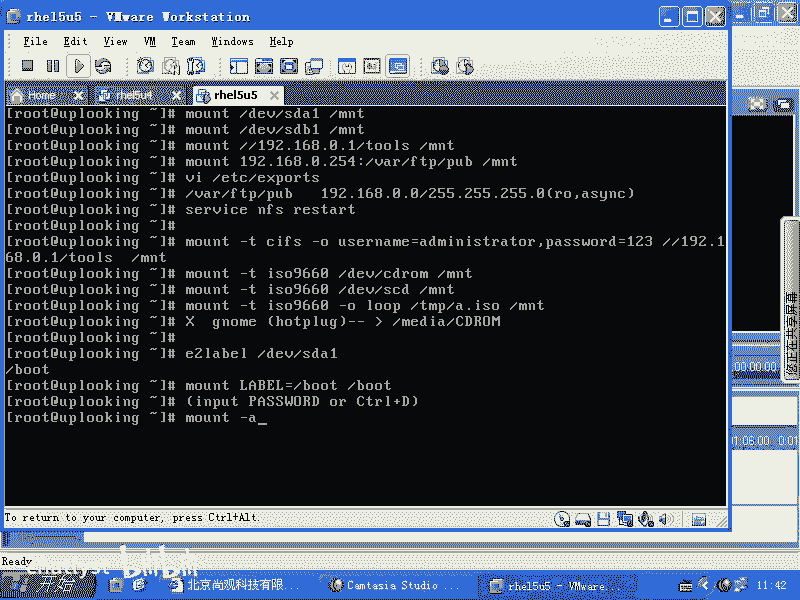 rhel5u5 - VMware Workstation
File Edit View VM Team Windows Help
Home rhel5u4 rhel5u5
[root@uplooking ~]# mount /dev/sda1 /mnt
[root@uplooking ~]# mount /dev/sdb1 /mnt
[root@uplooking ~]# mount //192.168.0.1/tools /mnt
[root@uplooking ~]# mount 192.168.0.254:/var/ftp/pub /mnt
[root@uplooking ~]# vi /etc/exports
[root@uplooking ~]# /var/ftp/pub   192.168.0.0/255.255.255.0(ro,async)
[root@uplooking ~]# service nfs restart
[root@uplooking ~]#
[root@uplooking ~]# mount -t cifs -o username=administrator,password=123 //192.1
68.0.1/tools  /mnt
[root@uplooking ~]# mount -t iso9660 /dev/cdrom /mnt
[root@uplooking ~]# mount -t iso9660 /dev/scd /mnt
[root@uplooking ~]# mount -t iso9660 -o loop /tmp/a.iso /mnt
[root@uplooking ~]# X  gnome (hotplug)-- > /media/CDROM
[root@uplooking ~]#
[root@uplooking ~]# e2label /dev/sda1
/boot
[root@uplooking ~]# mount LABEL=/boot /boot
[root@uplooking ~]# (input PASSWORD or Ctrl+D)
[root@uplooking ~]# mount -a_
您正在共享屏幕
To return to your computer, press Ctrl+Alt.
Ready
开始 北京尚观科技有限... Camtasia Studio ... rhel5u5 - VMware... 11:42